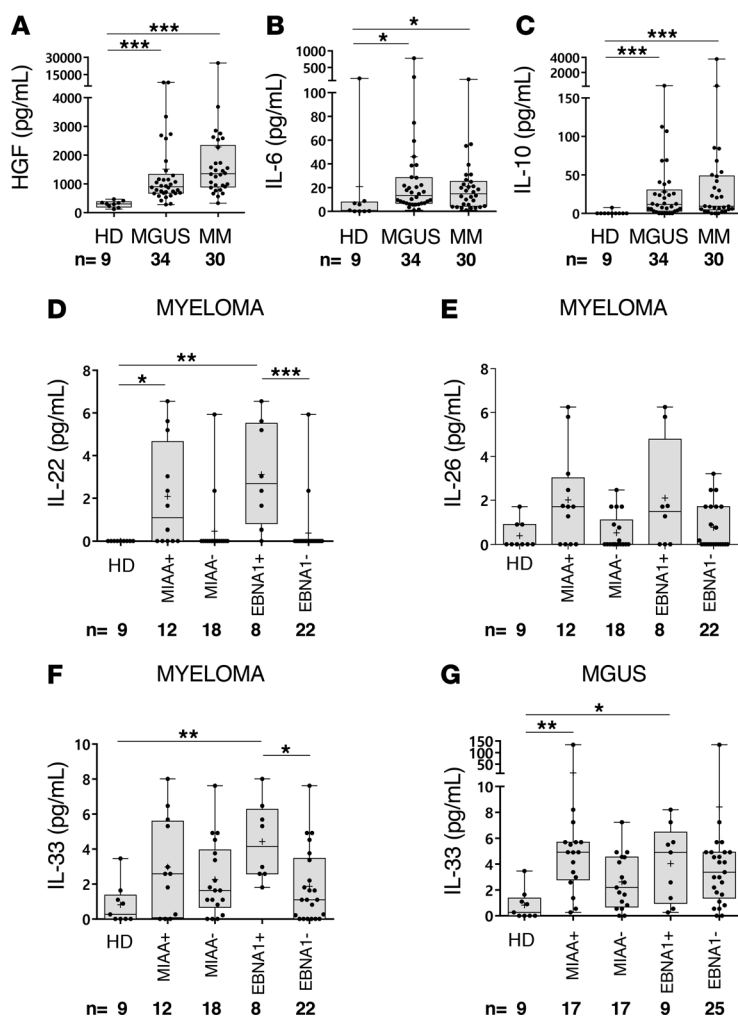 A
B
C
***
***
*
*
***
***
HGF (pg/mL)
30000
15000
4000
3000
2000
1000
0
IL-6 (pg/mL)
1000
500
100
80
60
40
20
0
IL-10 (pg/mL)
4000
2000
150
100
50
0
HD MGUS MM
HD MGUS MM
HD MGUS MM
n= 9 34 30
n= 9 34 30
n= 9 34 30
D MYELOMA
E MYELOMA
**
* ***
IL-22 (pg/mL)
8
6
4
2
0
IL-26 (pg/mL)
8
6
4
2
0
HD MIAA+ MIAA- EBNA1+ EBNA1-
HD MIAA+ MIAA- EBNA1+ EBNA1-
n= 9 12 18 8 22
n= 9 12 18 8 22
F MYELOMA
G MGUS
**
*
*
**
IL-33 (pg/mL)
10
8
6
4
2
0
IL-33 (pg/mL)
150
100
50
10
8
6
4
2
0
HD MIAA+ MIAA- EBNA1+ EBNA1-
HD MIAA+ MIAA- EBNA1+ EBNA1-
n= 9 12 18 8 22
n= 9 17 17 9 25